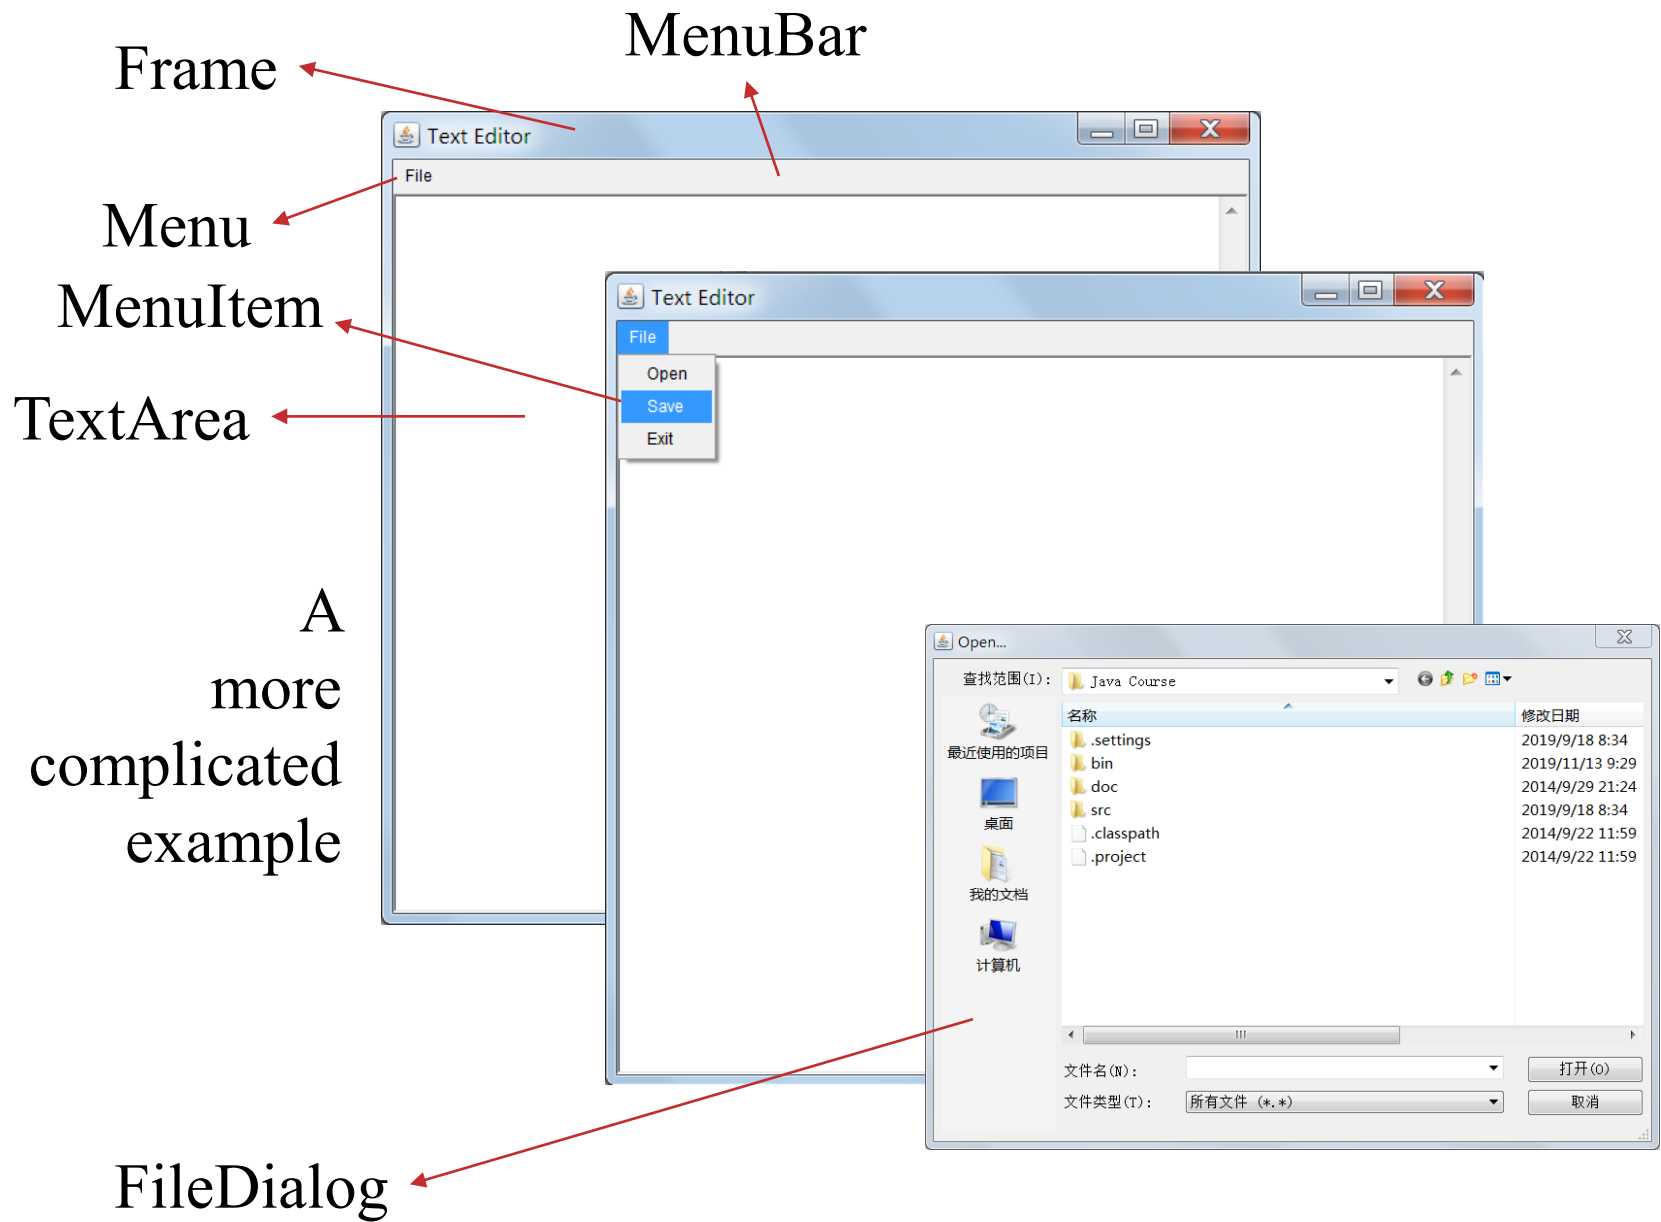 MenuBar
Frame
Text Editor
File
Menu
MenuItem
TextArea
Text Editor
File
Open
Save
Exit
A
more
complicated
example
Open...
查找范围(I):
Java Course
名称
修改日期
.settings
2019/9/18 8:34
bin
2019/11/13 9:29
doc
2014/9/29 21:24
src
2019/9/18 8:34
.classpath
2014/9/22 11:59
.project
2014/9/22 11:59
最近使用的项目
桌面
我的文档
计算机
文件名(N):
打开(O)
文件类型(T):
所有文件 (*.*)
取消
FileDialog